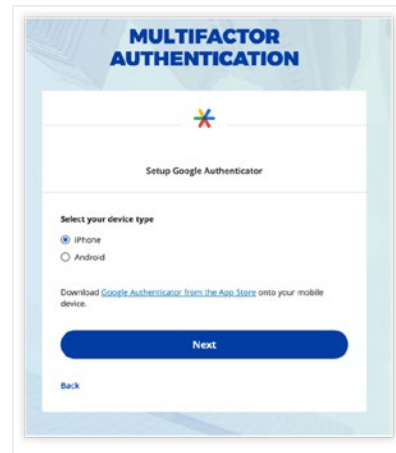 MULTIFACTOR
AUTHENTICATION
Setup Google Authenticator
Select your device type
iPhone
Android
Download Google Authenticator from the App Store onto your mobile
device.
Next
Back